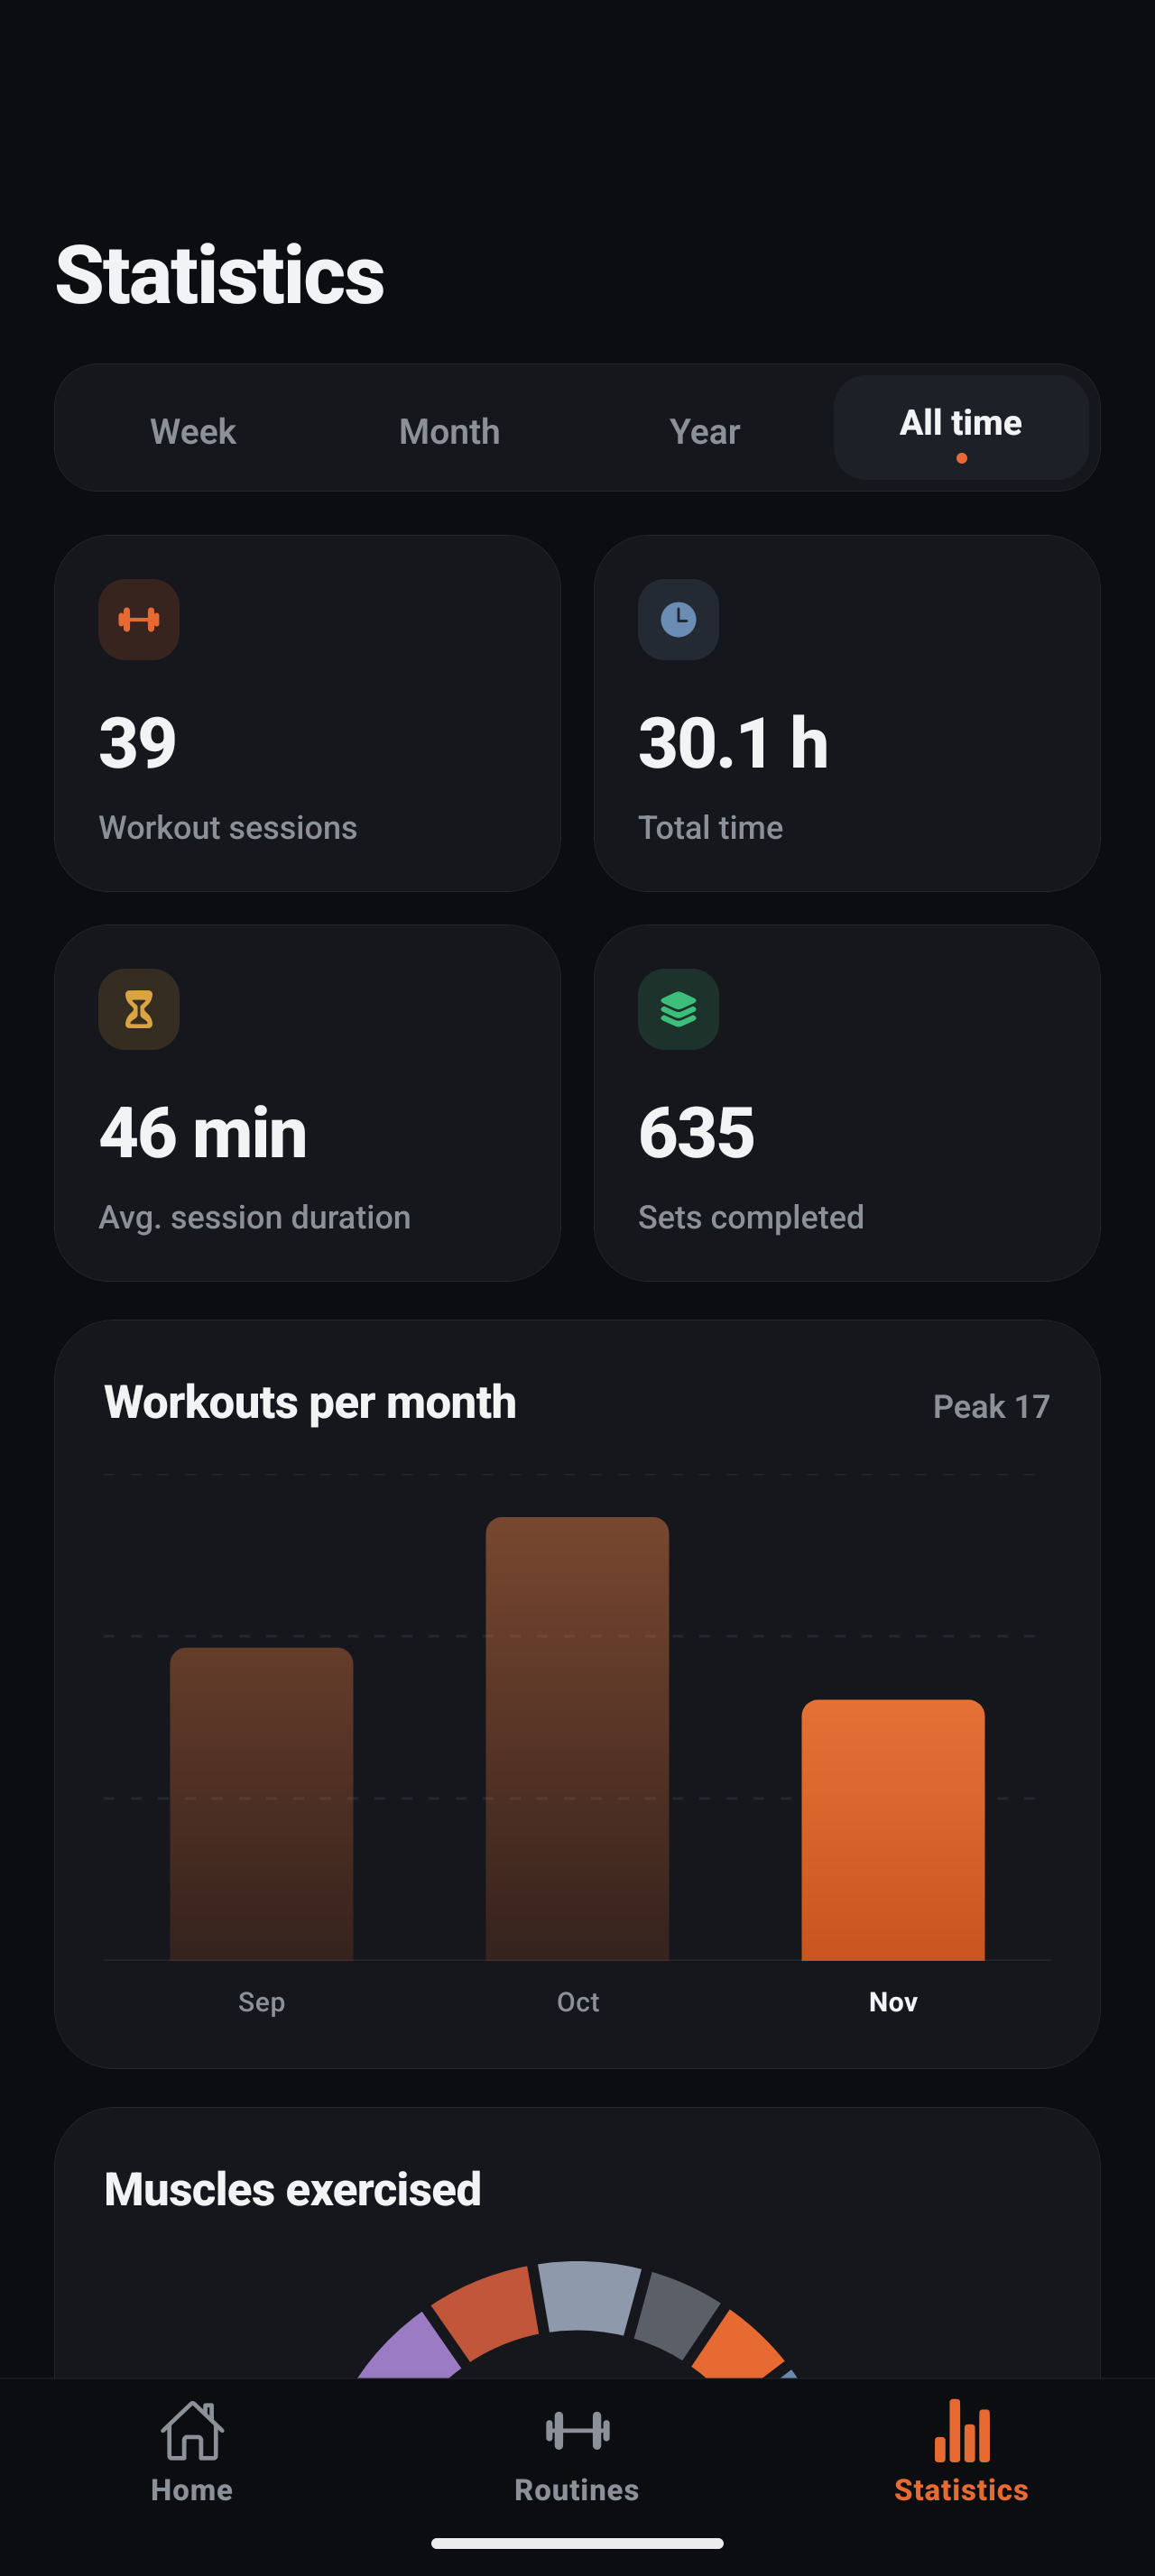 Statistics
Week Month Year All time
39
Workout sessions
30.1 h
Total time
46 min
Avg. session duration
635
Sets completed
Workouts per month Peak 17
Sep Oct Nov
Muscles exercised
Home Routines Statistics